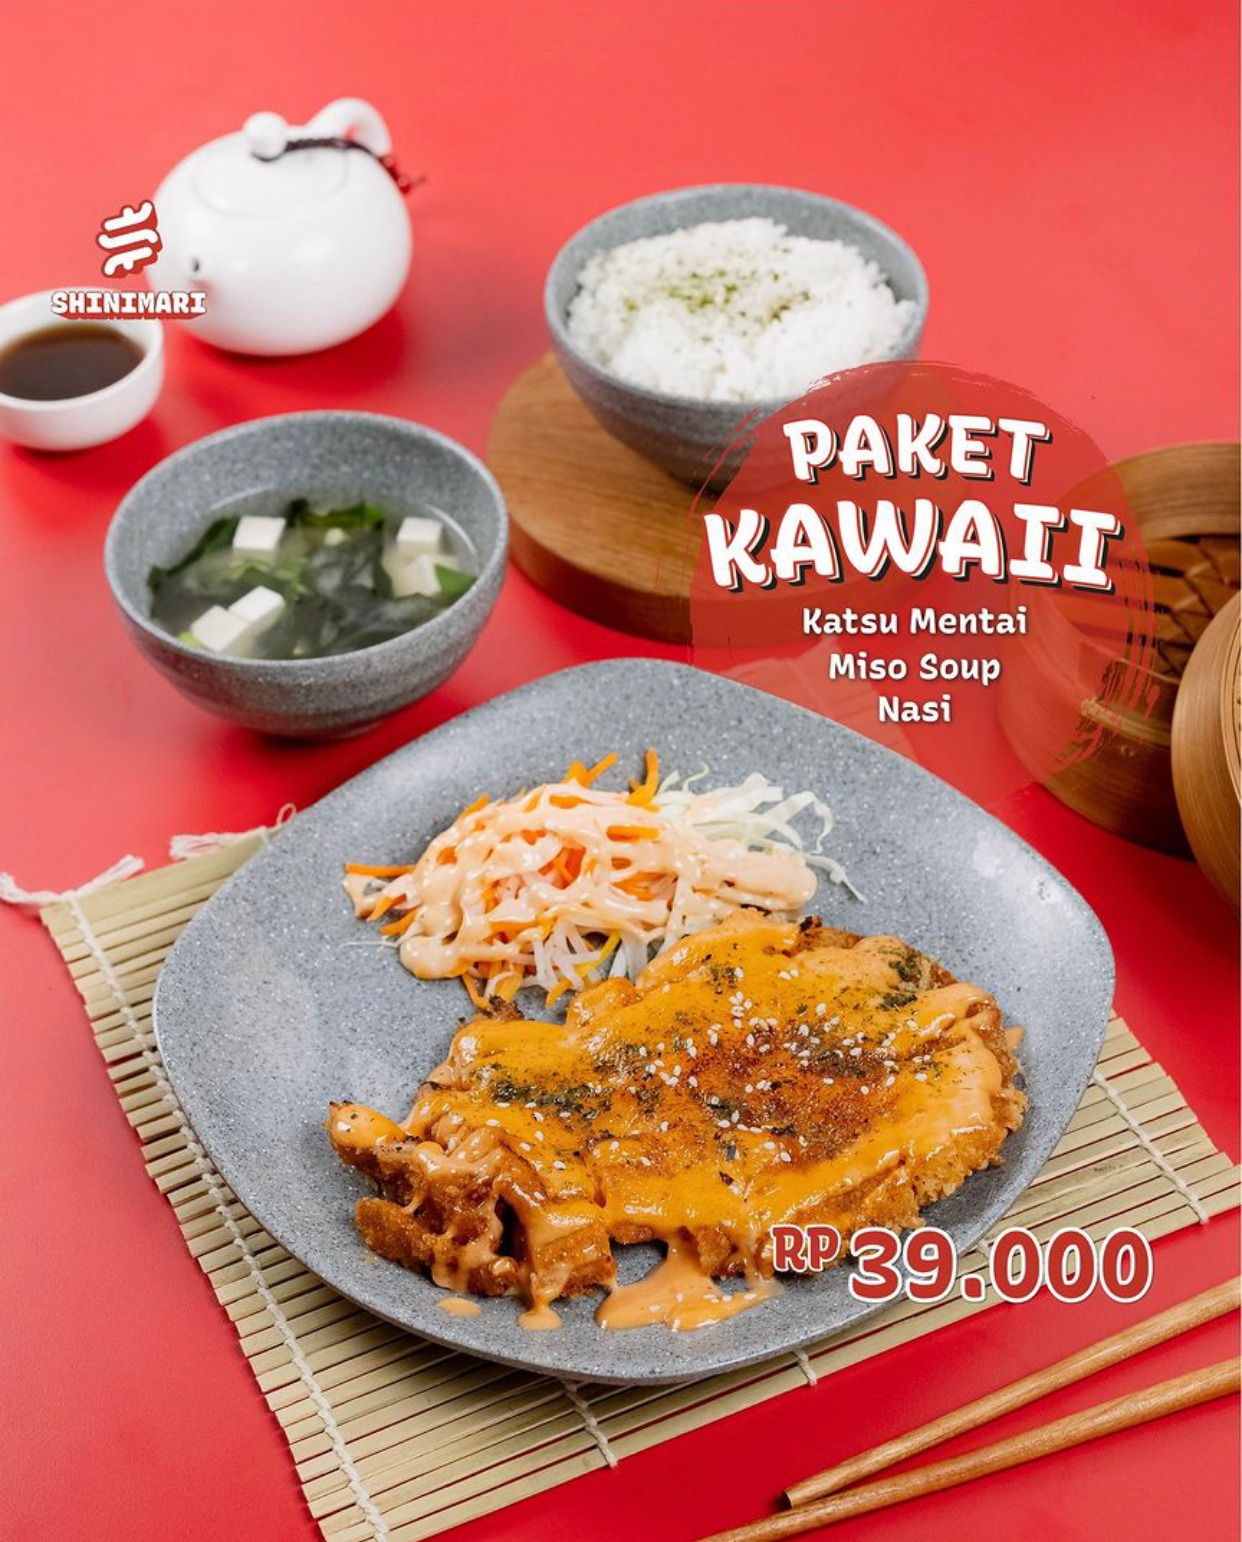 SHINIMARI
PAKET
KAWAII
Katsu Mentai
Miso Soup
Nasi
RP 39.000